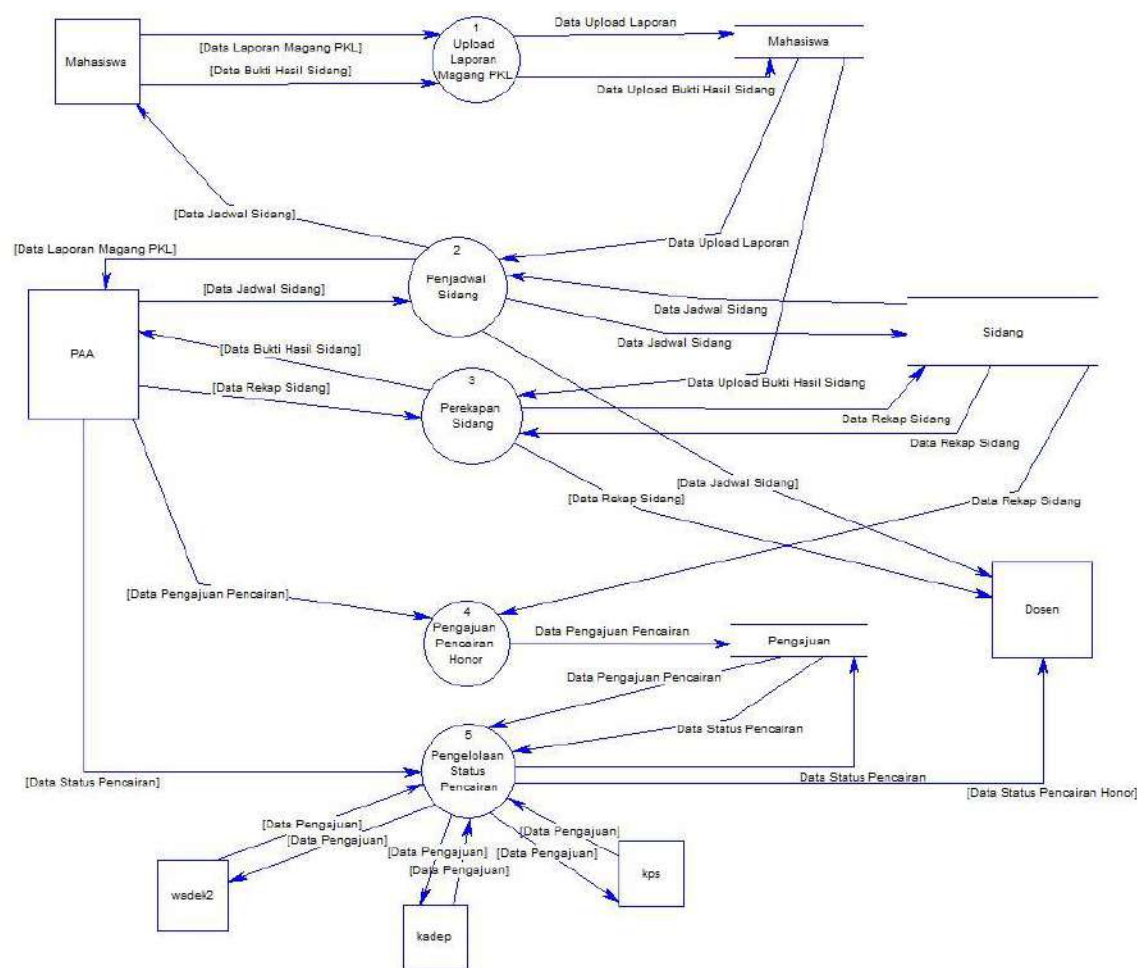 Data Upload Laporan
1
Upload
Laporan
Magang PKL
[Data Laporan Magang PKL]
Mahasiswa
Mahasiswa
[Data Bukti Hasil Sidang]
Data Upload Bukti Hasil Sidang
[Data Jadwal Sidang]
[Data Laporan Magang PKL]
Data Upload Laporan
2
Penjadwal
Sidang
[Data Jadwal Sidang]
Data Jadwal Sidang
Sidang
Data Jadwal Sidang
PAA
[Data Bukti Hasil Sidang]
3
Perekapan
Sidang
Data Upload Bukti Hasil Sidang
[Data Rekap Sidang]
Data Rekap Sidang
Data Rekap Sidang
[Data Jadwal Sidang]
[Data Rekap Sidang]
Data Rekap Sidang
[Data Pengajuan Pencairan]
4
Pengajuan
Pencairan
Honor
Dosen
Data Pengajuan Pencairan
Pengajuan
Data Pengajuan Pencairan
Data Status Pencairan
5
Pengelolaan
Status
Pencairan
[Data Status Pencairan]
Data Status Pencairan
[Data Status Pencairan Honor]
[Data Pengajuan]
[Data Pengajuan]
[Data Pengajuan]
[Data Pengajuan]
[Data Pengajuan]
[Data Pengajuan]
wadek2
kadep
kps